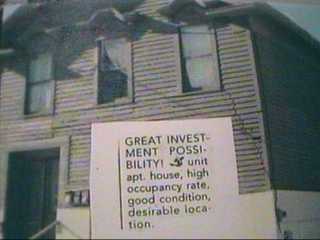 GREAT INVEST-
MENT POSSI-
BILITY! unit
apt. house, high
occupancy rate,
good condition,
desirable loca-
tion.